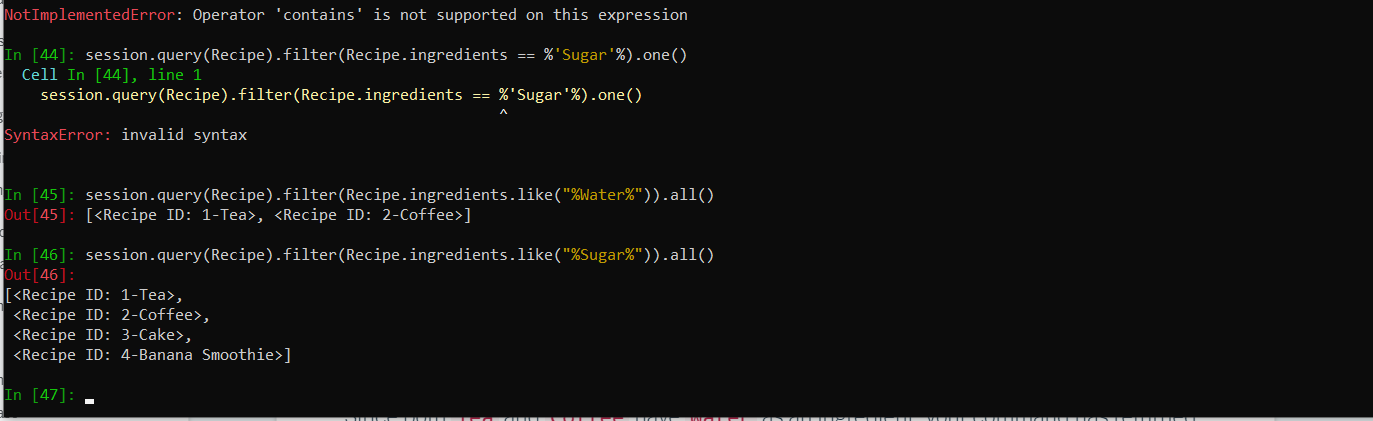 NotImplementedError: Operator 'contains' is not supported on this expression
In [44]: session.query(Recipe).filter(Recipe.ingredients == %'Sugar'%).one()
  Cell In [44], line 1
    session.query(Recipe).filter(Recipe.ingredients == %'Sugar'%).one()
                                                       ^
SyntaxError: invalid syntax
In [45]: session.query(Recipe).filter(Recipe.ingredients.like("%Water%")).all()
Out[45]: [<Recipe ID: 1-Tea>, <Recipe ID: 2-Coffee>]
In [46]: session.query(Recipe).filter(Recipe.ingredients.like("%Sugar%")).all()
Out[46]:
[<Recipe ID: 1-Tea>,
 <Recipe ID: 2-Coffee>,
 <Recipe ID: 3-Cake>,
 <Recipe ID: 4-Banana Smoothie>]
In [47]: